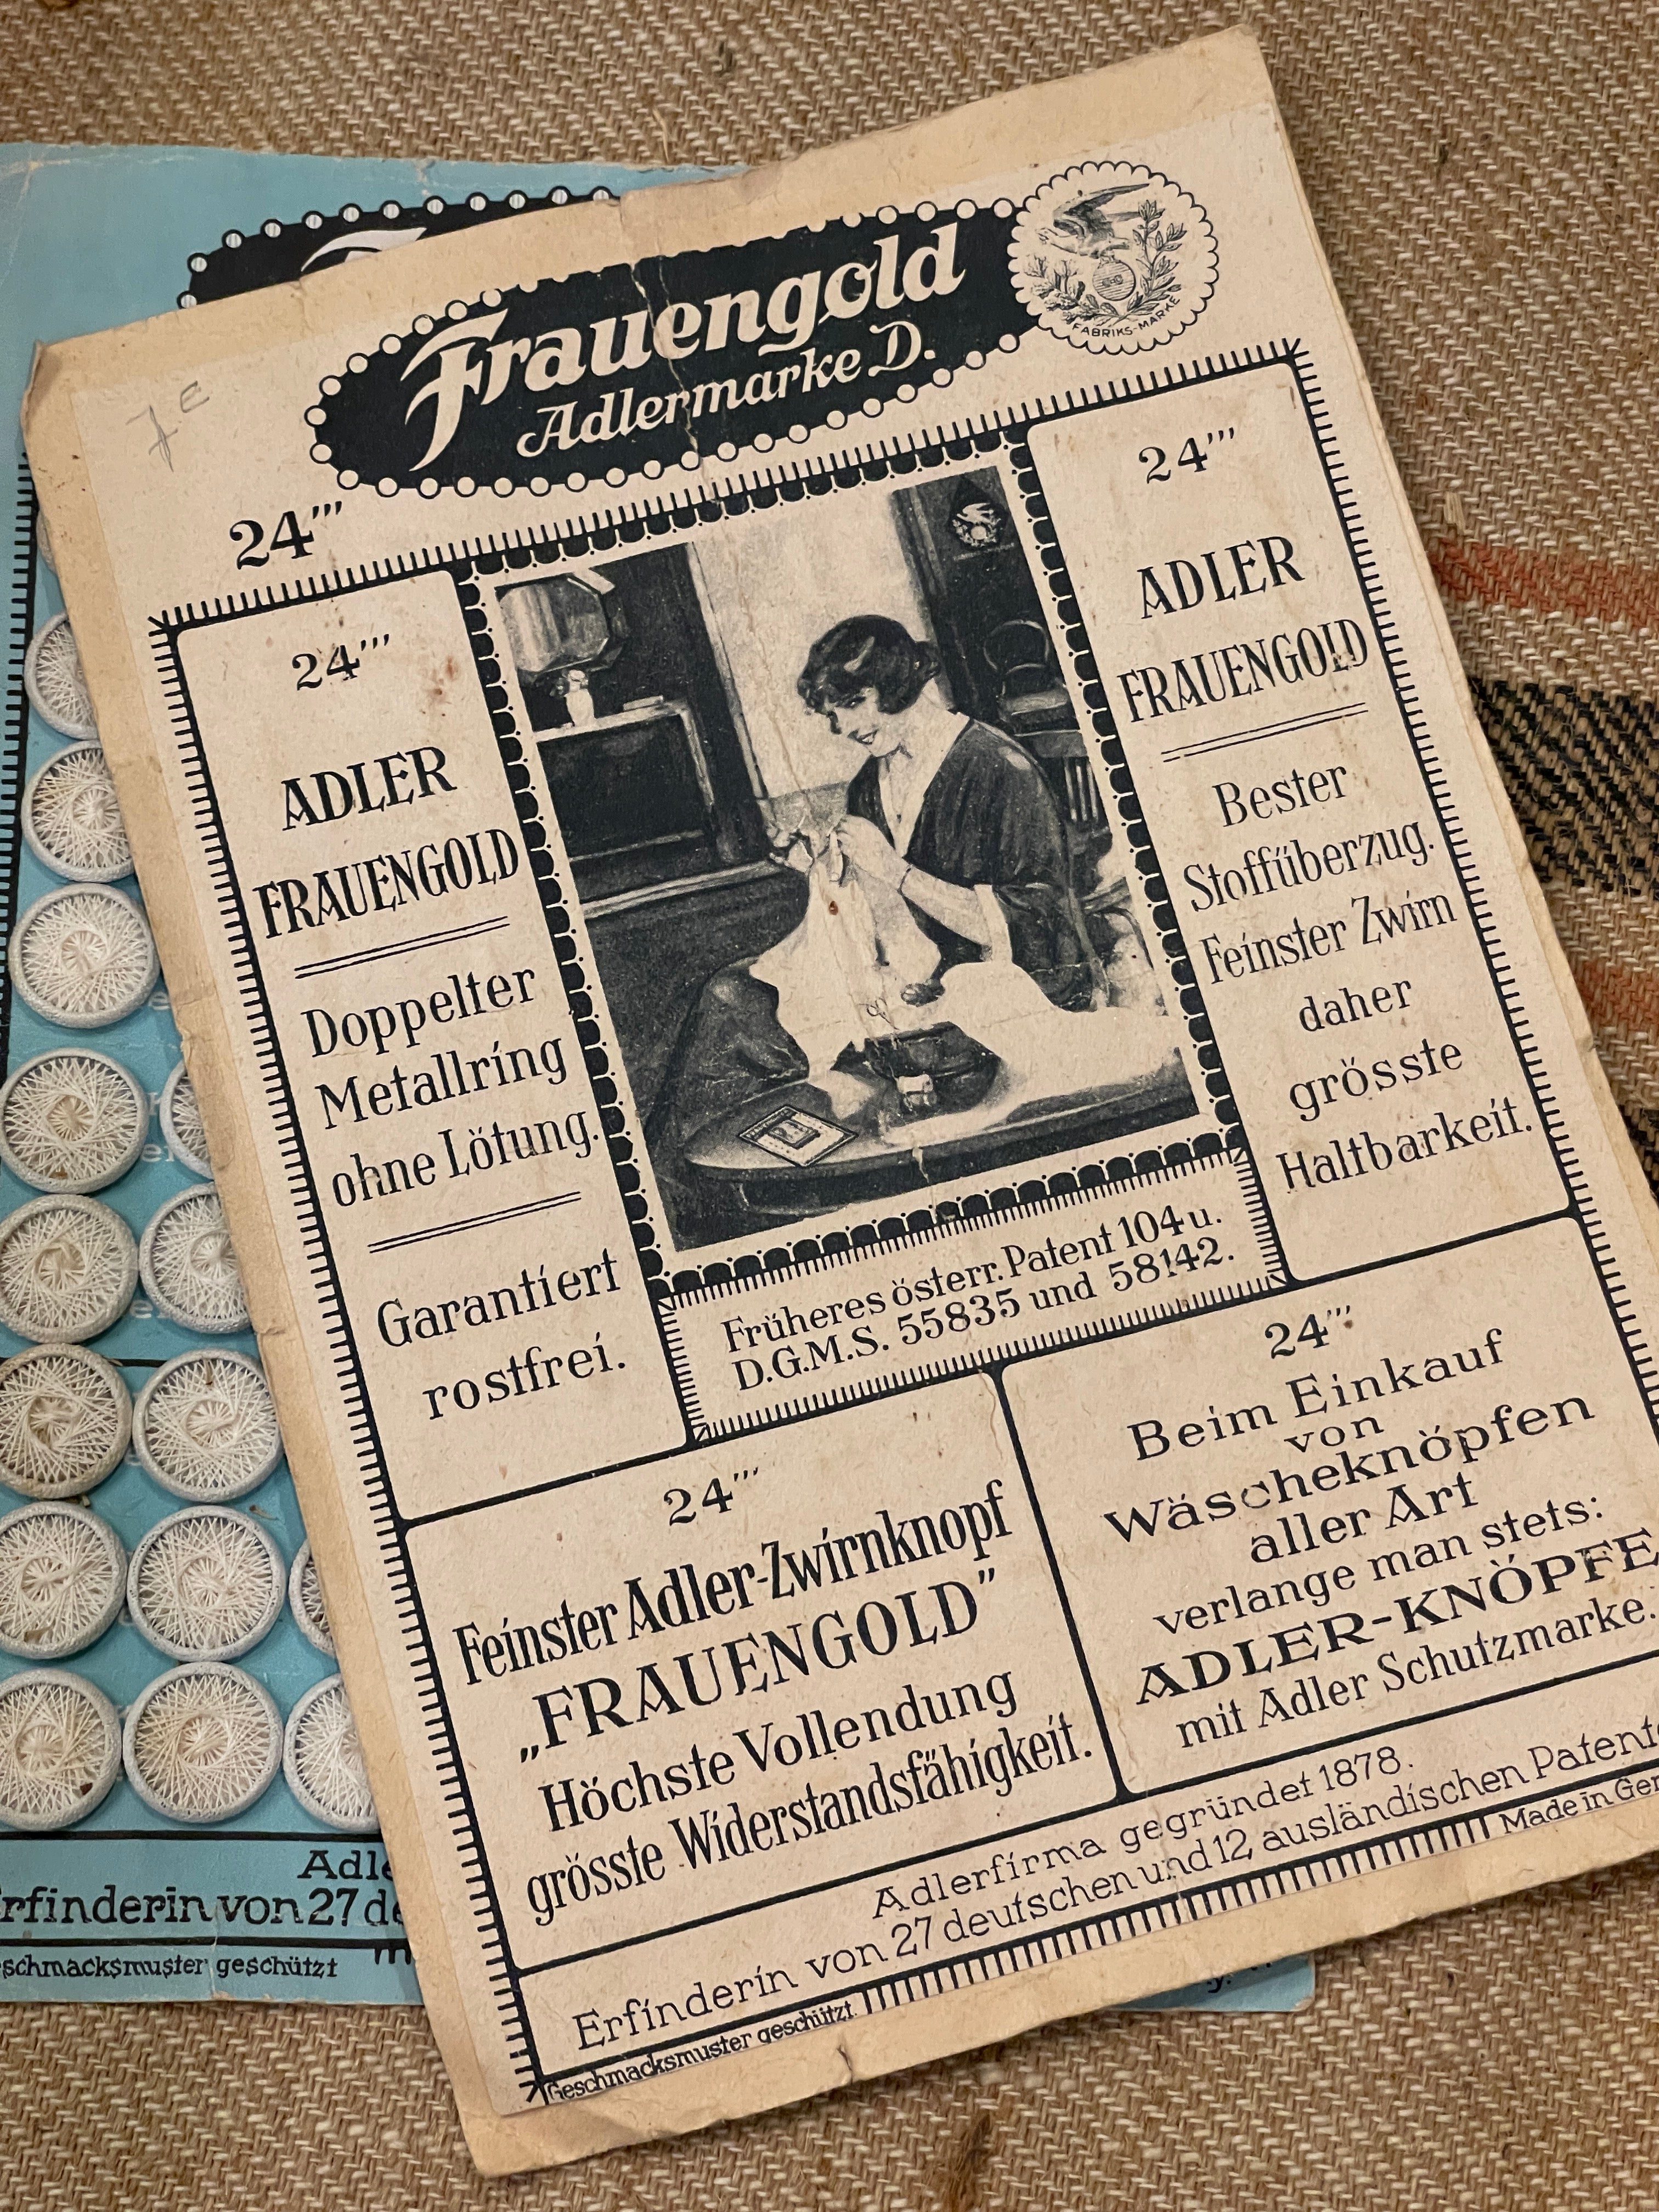 Frauengold
Adlermarke D.
FABRIKS-MARKE
24'''
24'''
ADLER
FRAUENGOLD
Doppelter
Metallring
ohne Lötung.
Garantiert
rostfrei.
24'''
ADLER
FRAUENGOLD
Bester
Stoffüberzug.
Feinster Zwirn
daher
grösste
Haltbarkeit.
Früheres österr. Patent 104 u.
D.G.M.S. 55835 und 58142.
24'''
Feinster Adler-Zwirnknopf
„FRAUENGOLD”
Höchste Vollendung
grösste Widerstandsfähigkeit.
24'''
Beim Einkauf
von
Wäscheknöpfen
aller Art
verlange man stets:
ADLER-KNÖPFE
mit Adler Schutzmarke.
Adlerfirma gegründet 1878.
Erfinderin von 27 deutschen und 12 ausländischen Patent
Geschmacksmuster geschützt.
Made in Ger
Adle
rfinderin von 27 de
schmacksmuster geschützt